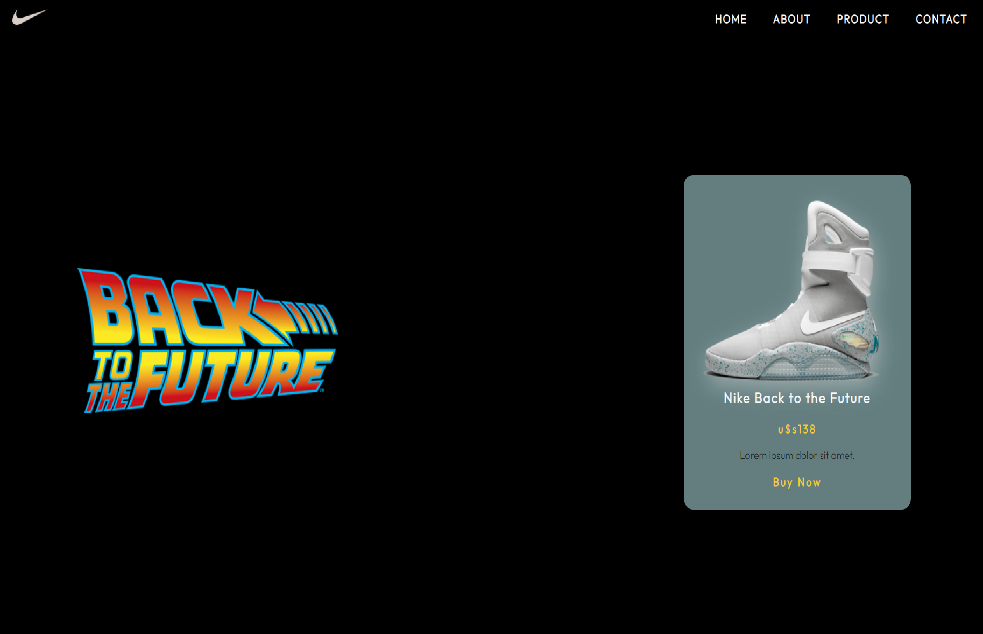 HOME ABOUT PRODUCT CONTACT
BACK
TO THE FUTURE
Nike Back to the Future
u$s138
Lorem ipsum dolor sit amet.
Buy Now